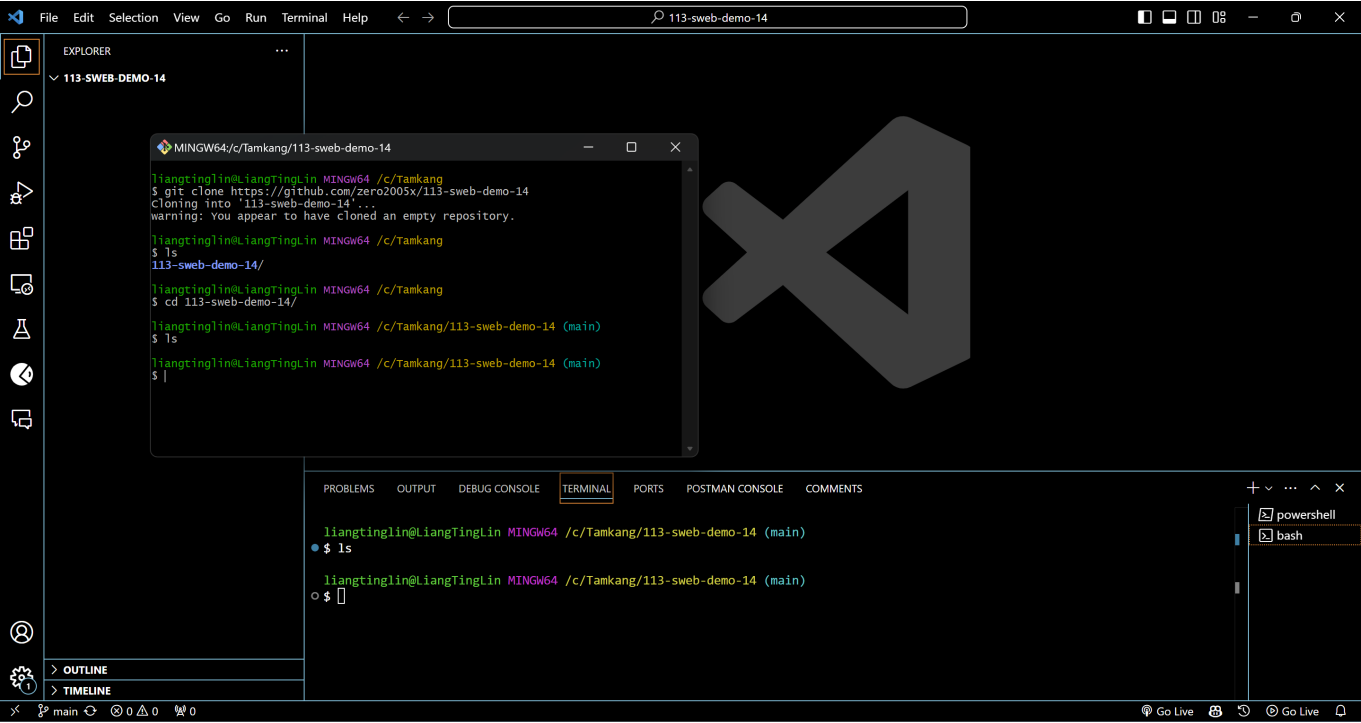 File Edit Selection View Go Run Terminal Help
113-sweb-demo-14
EXPLORER
113-SWEB-DEMO-14
MINGW64:/c/Tamkang/113-sweb-demo-14
liangtinglin@LiangTingLin MINGW64 /c/Tamkang
$ git clone https://github.com/zero2005x/113-sweb-demo-14
Cloning into '113-sweb-demo-14'...
warning: You appear to have cloned an empty repository.
liangtinglin@LiangTingLin MINGW64 /c/Tamkang
$ ls
113-sweb-demo-14/
liangtinglin@LiangTingLin MINGW64 /c/Tamkang
$ cd 113-sweb-demo-14/
liangtinglin@LiangTingLin MINGW64 /c/Tamkang/113-sweb-demo-14 (main)
$ ls
liangtinglin@LiangTingLin MINGW64 /c/Tamkang/113-sweb-demo-14 (main)
$
PROBLEMS OUTPUT DEBUG CONSOLE TERMINAL PORTS POSTMAN CONSOLE COMMENTS
liangtinglin@LiangTingLin MINGW64 /c/Tamkang/113-sweb-demo-14 (main)
$ ls
liangtinglin@LiangTingLin MINGW64 /c/Tamkang/113-sweb-demo-14 (main)
$
powershell
bash
OUTLINE
TIMELINE
1
main 0 0 0 Go Live Go Live